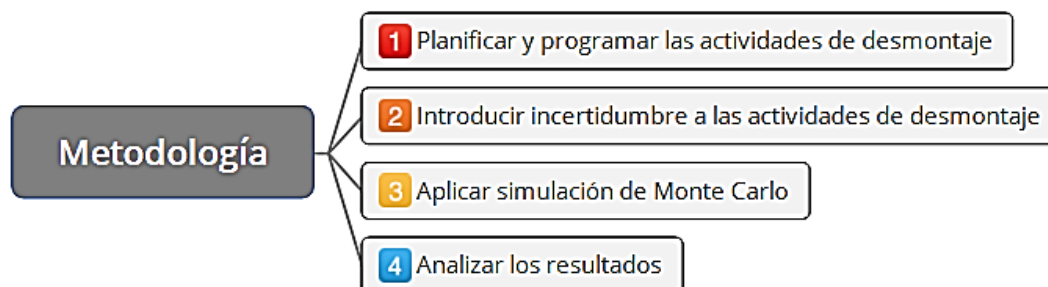 Metodología
1 Planificar y programar las actividades de desmontaje
2 Introducir incertidumbre a las actividades de desmontaje
3 Aplicar simulación de Monte Carlo
4 Analizar los resultados